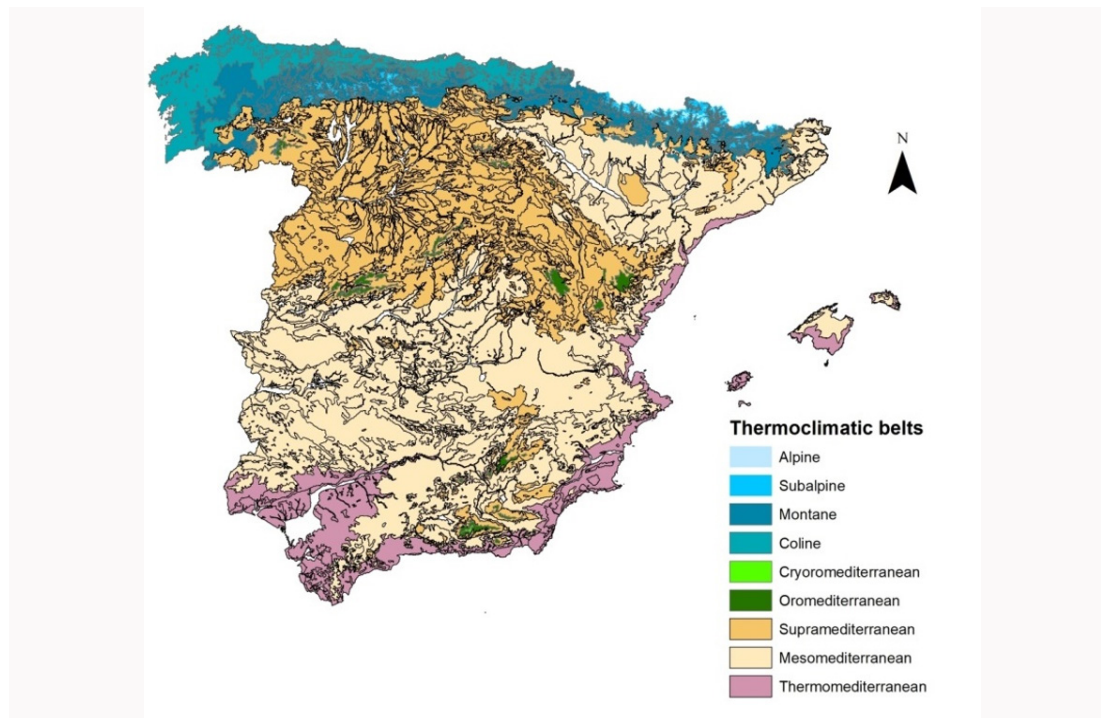 N
Thermoclimatic belts
Alpine
Subalpine
Montane
Coline
Cryoromediterranean
Oromediterranean
Supramediterranean
Mesomediterranean
Thermomediterranean